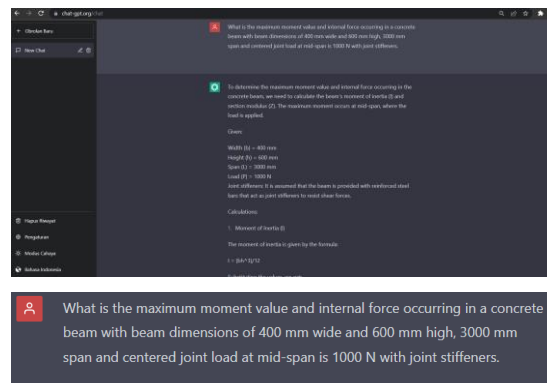 chat-gpt.org/chat
Obrolan Baru
New Chat
What is the maximum moment value and internal force occurring in a concrete
beam with beam dimensions of 400 mm wide and 600 mm high, 3000 mm
span and centered joint load at mid-span is 1000 N with joint stiffeners.
To determine the maximum moment value and internal force occurring in the
concrete beam, we need to calculate the beam's moment of inertia (I) and
section modulus (Z). The maximum moment occurs at mid-span, where the
load is applied.
Given:
Width (b) = 400 mm
Height (h) = 600 mm
Span (L) = 3000 mm
Load (P) = 1000 N
Joint stiffeners: It is assumed that the beam is provided with reinforced steel
bars that act as joint stiffeners to resist shear forces.
Calculations:
1. Moment of Inertia (I)
The moment of inertia is given by the formula:
I = (bh^3)/12
Hapus Riwayat
Pengaturan
Modus Cahaya
Bahasa Indonesia
What is the maximum moment value and internal force occurring in a concrete
beam with beam dimensions of 400 mm wide and 600 mm high, 3000 mm
span and centered joint load at mid-span is 1000 N with joint stiffeners.